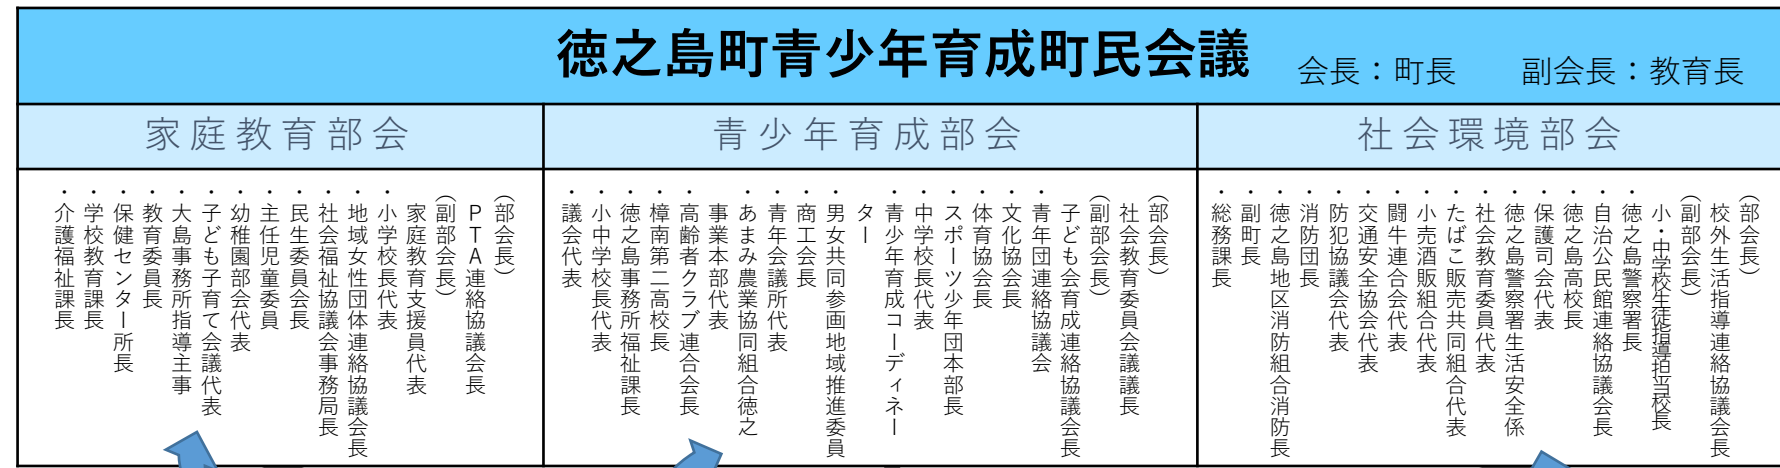 徳之島町青少年育成町民会議
会長：町長　　副会長：教育長
家庭教育部会
（部会長）
ＰＴＡ連絡協議会長
（副部会長）
家庭教育支援員代表
・小学校長代表
・地域女性団体連絡協議会長
・社会福祉協議会事務局長
・民生委員会長
・主任児童委員
・幼稚園部会代表
・子ども子育て会議代表
・大島事務所指導主事
・教育委員長
・保健センター所長
・学校教育課長
・介護福祉課長
青少年育成部会
（部会長）
社会教育委員会議議長
（副部会長）
子ども会育成連絡協議会長
・青年団連絡協議会
・文化協会長
・体育協会長
・スポーツ少年団本部長
・中学校長代表
・青少年育成コーディネー
ター
・男女共同参画地域推進委員
・商工会長
・青年会議所代表
・あまみ農業協同組合徳之
事業本部代表
・高齢者クラブ連合会長
・樟南第二高校長
・徳之島事務所福祉課長
・小中学校長代表
・議会代表
社会環境部会
（部会長）
校外生活指導連絡協議会長
（副部会長）
小・中学校生徒指導担当校長
・徳之島警察署長
・自治公民館連絡協議会長
・徳之島高校長
・保護司会代表
・徳之島警察署生活安全係
・社会教育委員代表
・たばこ販売共同組合代表
・小売酒販組合代表
・闘牛連合会代表
・交通安全協会代表
・防犯協議会代表
・消防団長
・徳之島地区消防組合消防長
・副町長
・総務課長